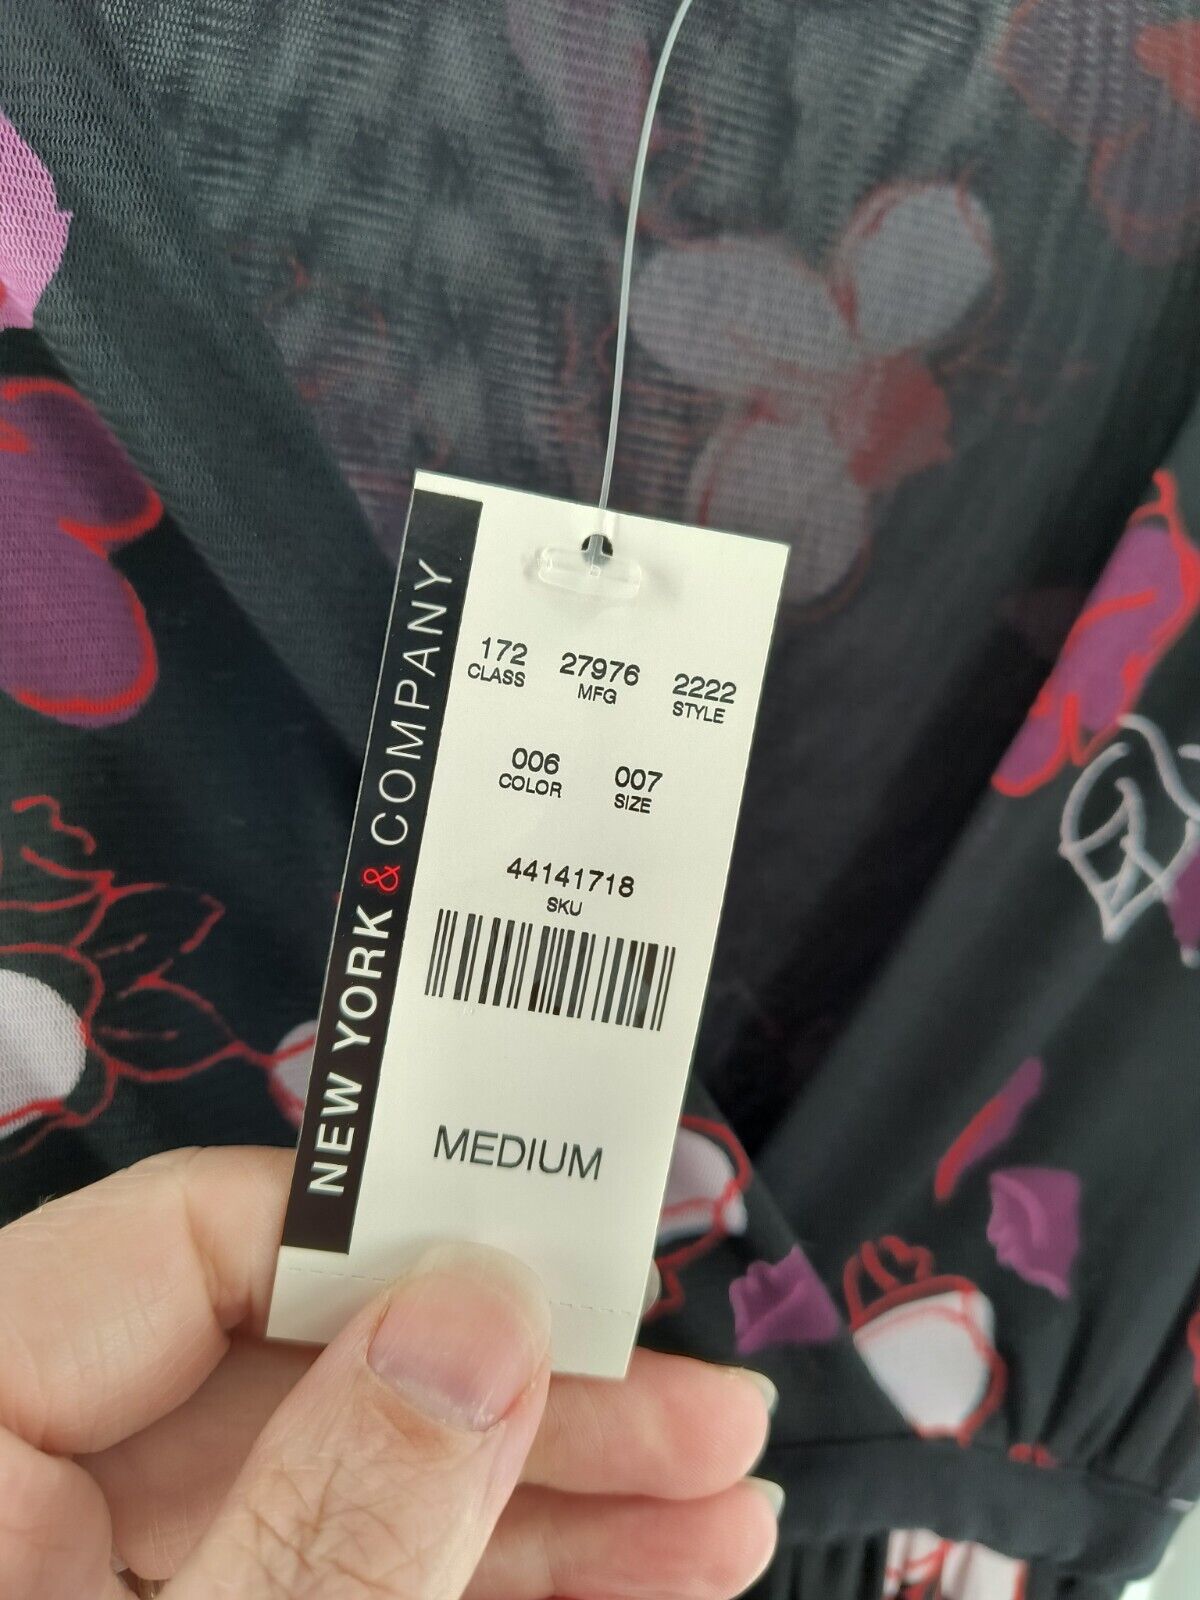 NEW YORK & COMPANY
172 27976 2222
CLASS MFG STYLE
006 007
COLOR SIZE
44141718
SKU
MEDIUM